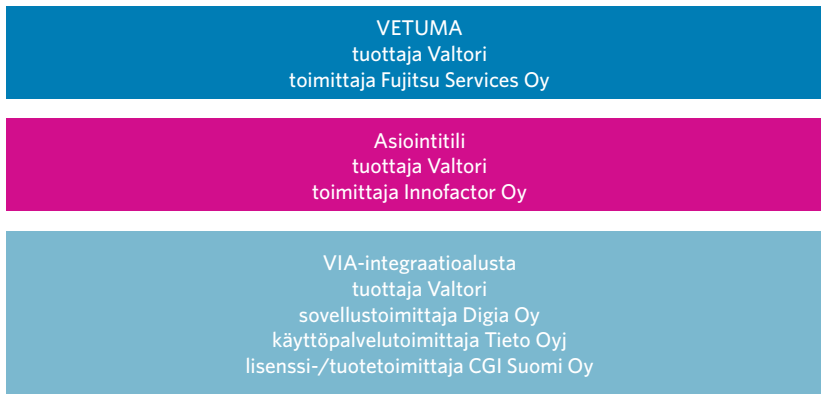 VETUMA
tuottaja Valtori
toimittaja Fujitsu Services Oy
Asiointitili
tuottaja Valtori
toimittaja Innofactor Oy
VIA-integraatioalusta
tuottaja Valtori
sovellustoimittaja Digia Oy
käyttöpalvelutoimittaja Tieto Oyj
lisenssi-/tuotetoimittaja CGI Suomi Oy